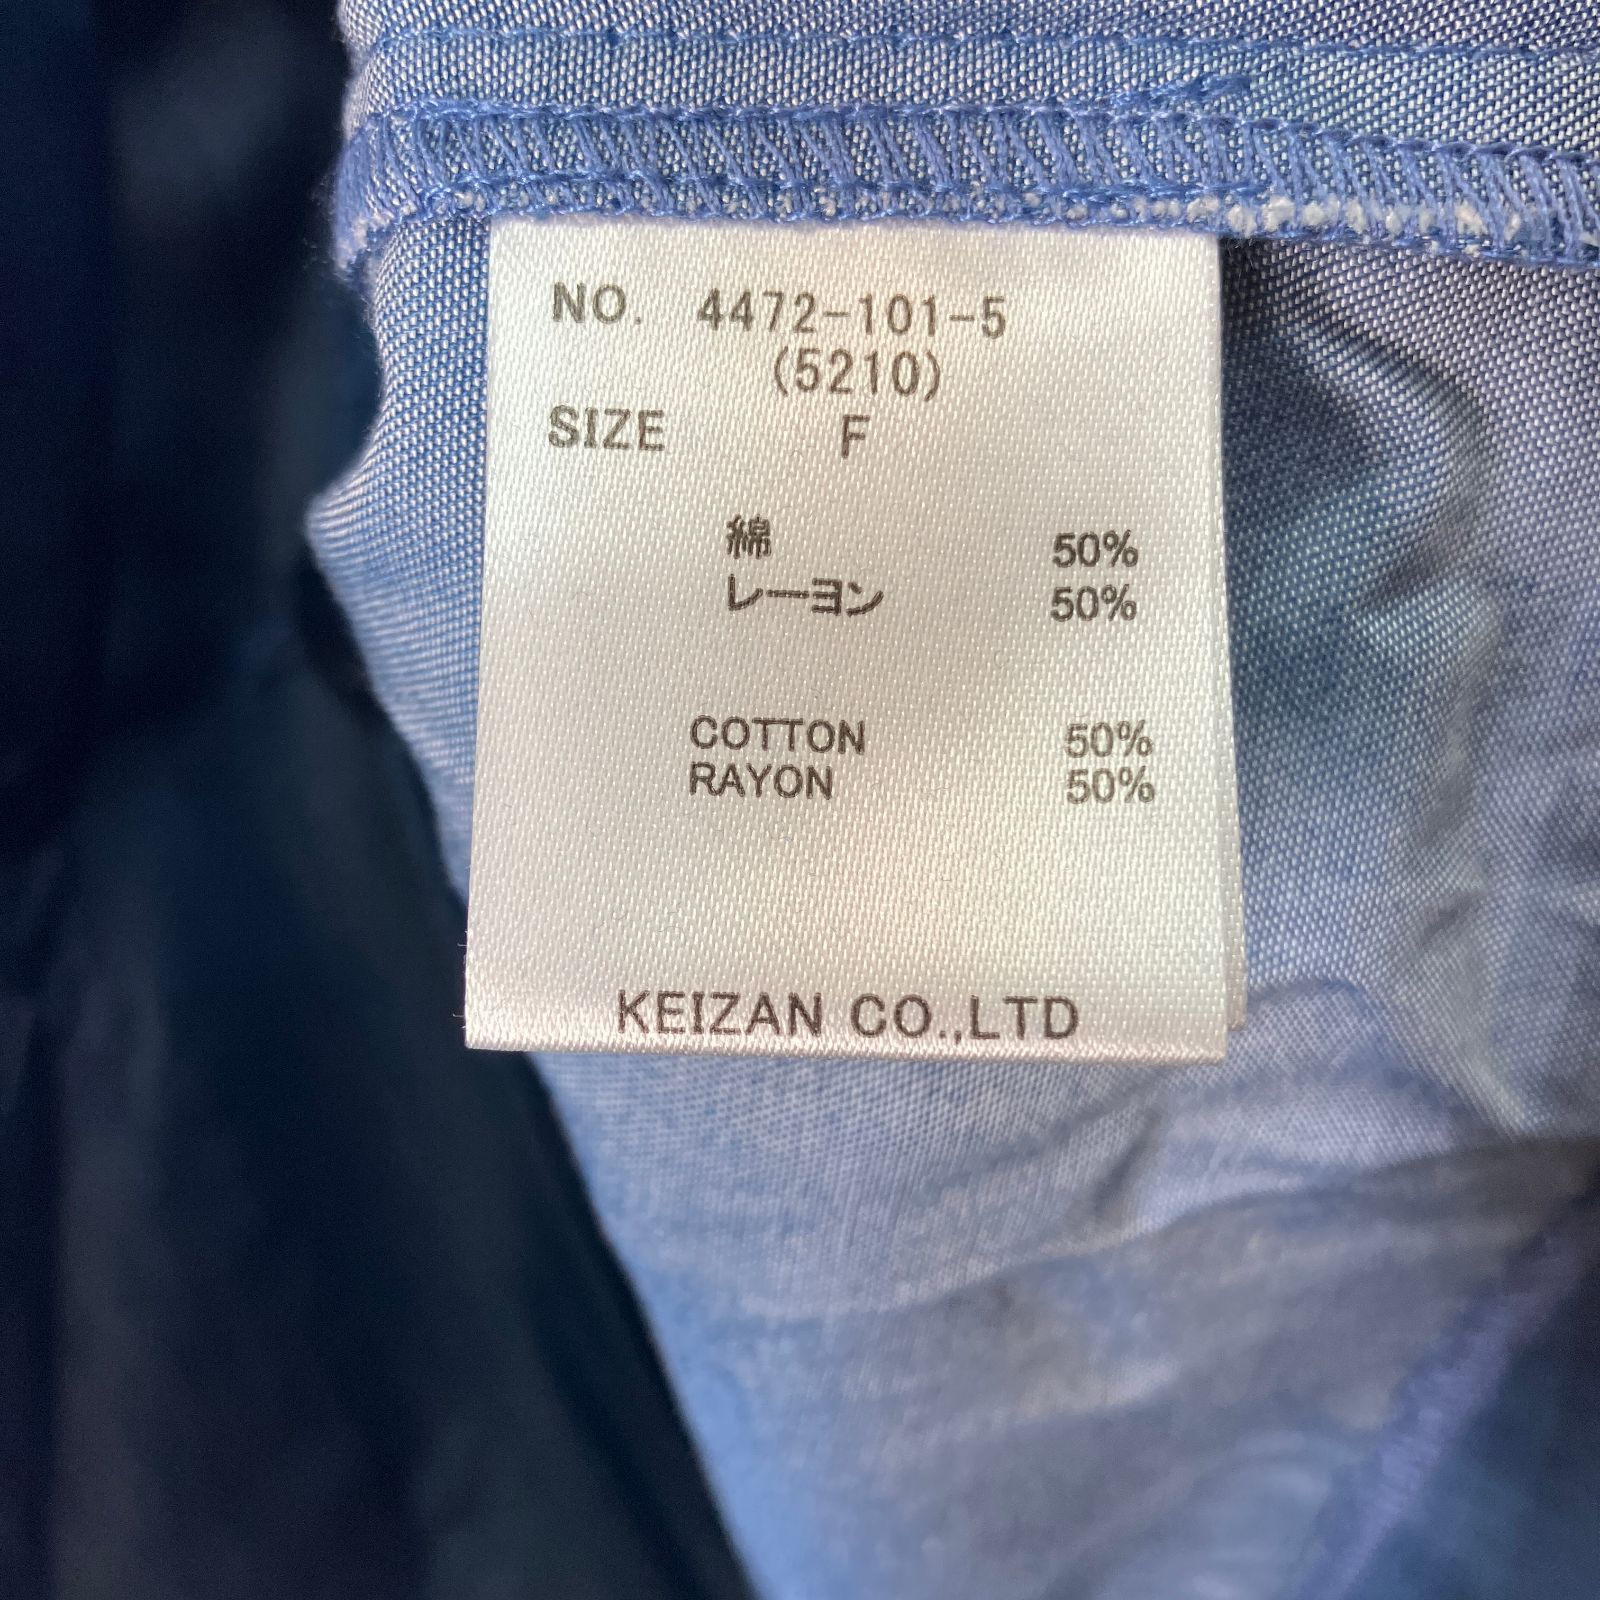 NO. 4472-101-5
(5210)
SIZE F
綿 50%
レーヨン 50%
COTTON 50%
RAYON 50%
KEIZAN CO.,LTD